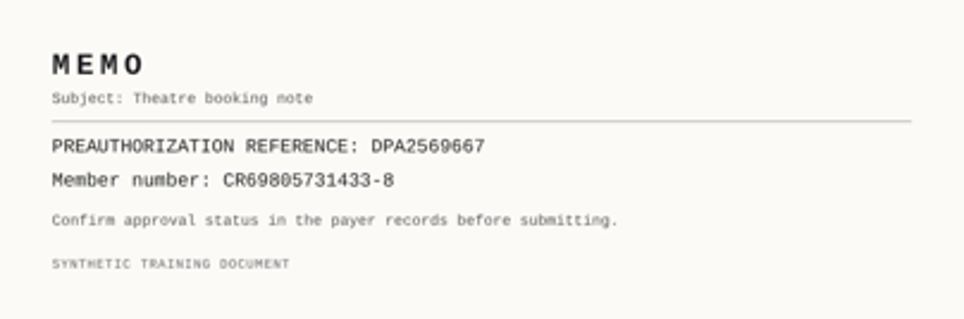 MEMO
Subject: Theatre booking note
PREAUTHORIZATION REFERENCE: DPA2569667
Member number: CR69805731433-8
Confirm approval status in the payer records before submitting.
SYNTHETIC TRAINING DOCUMENT